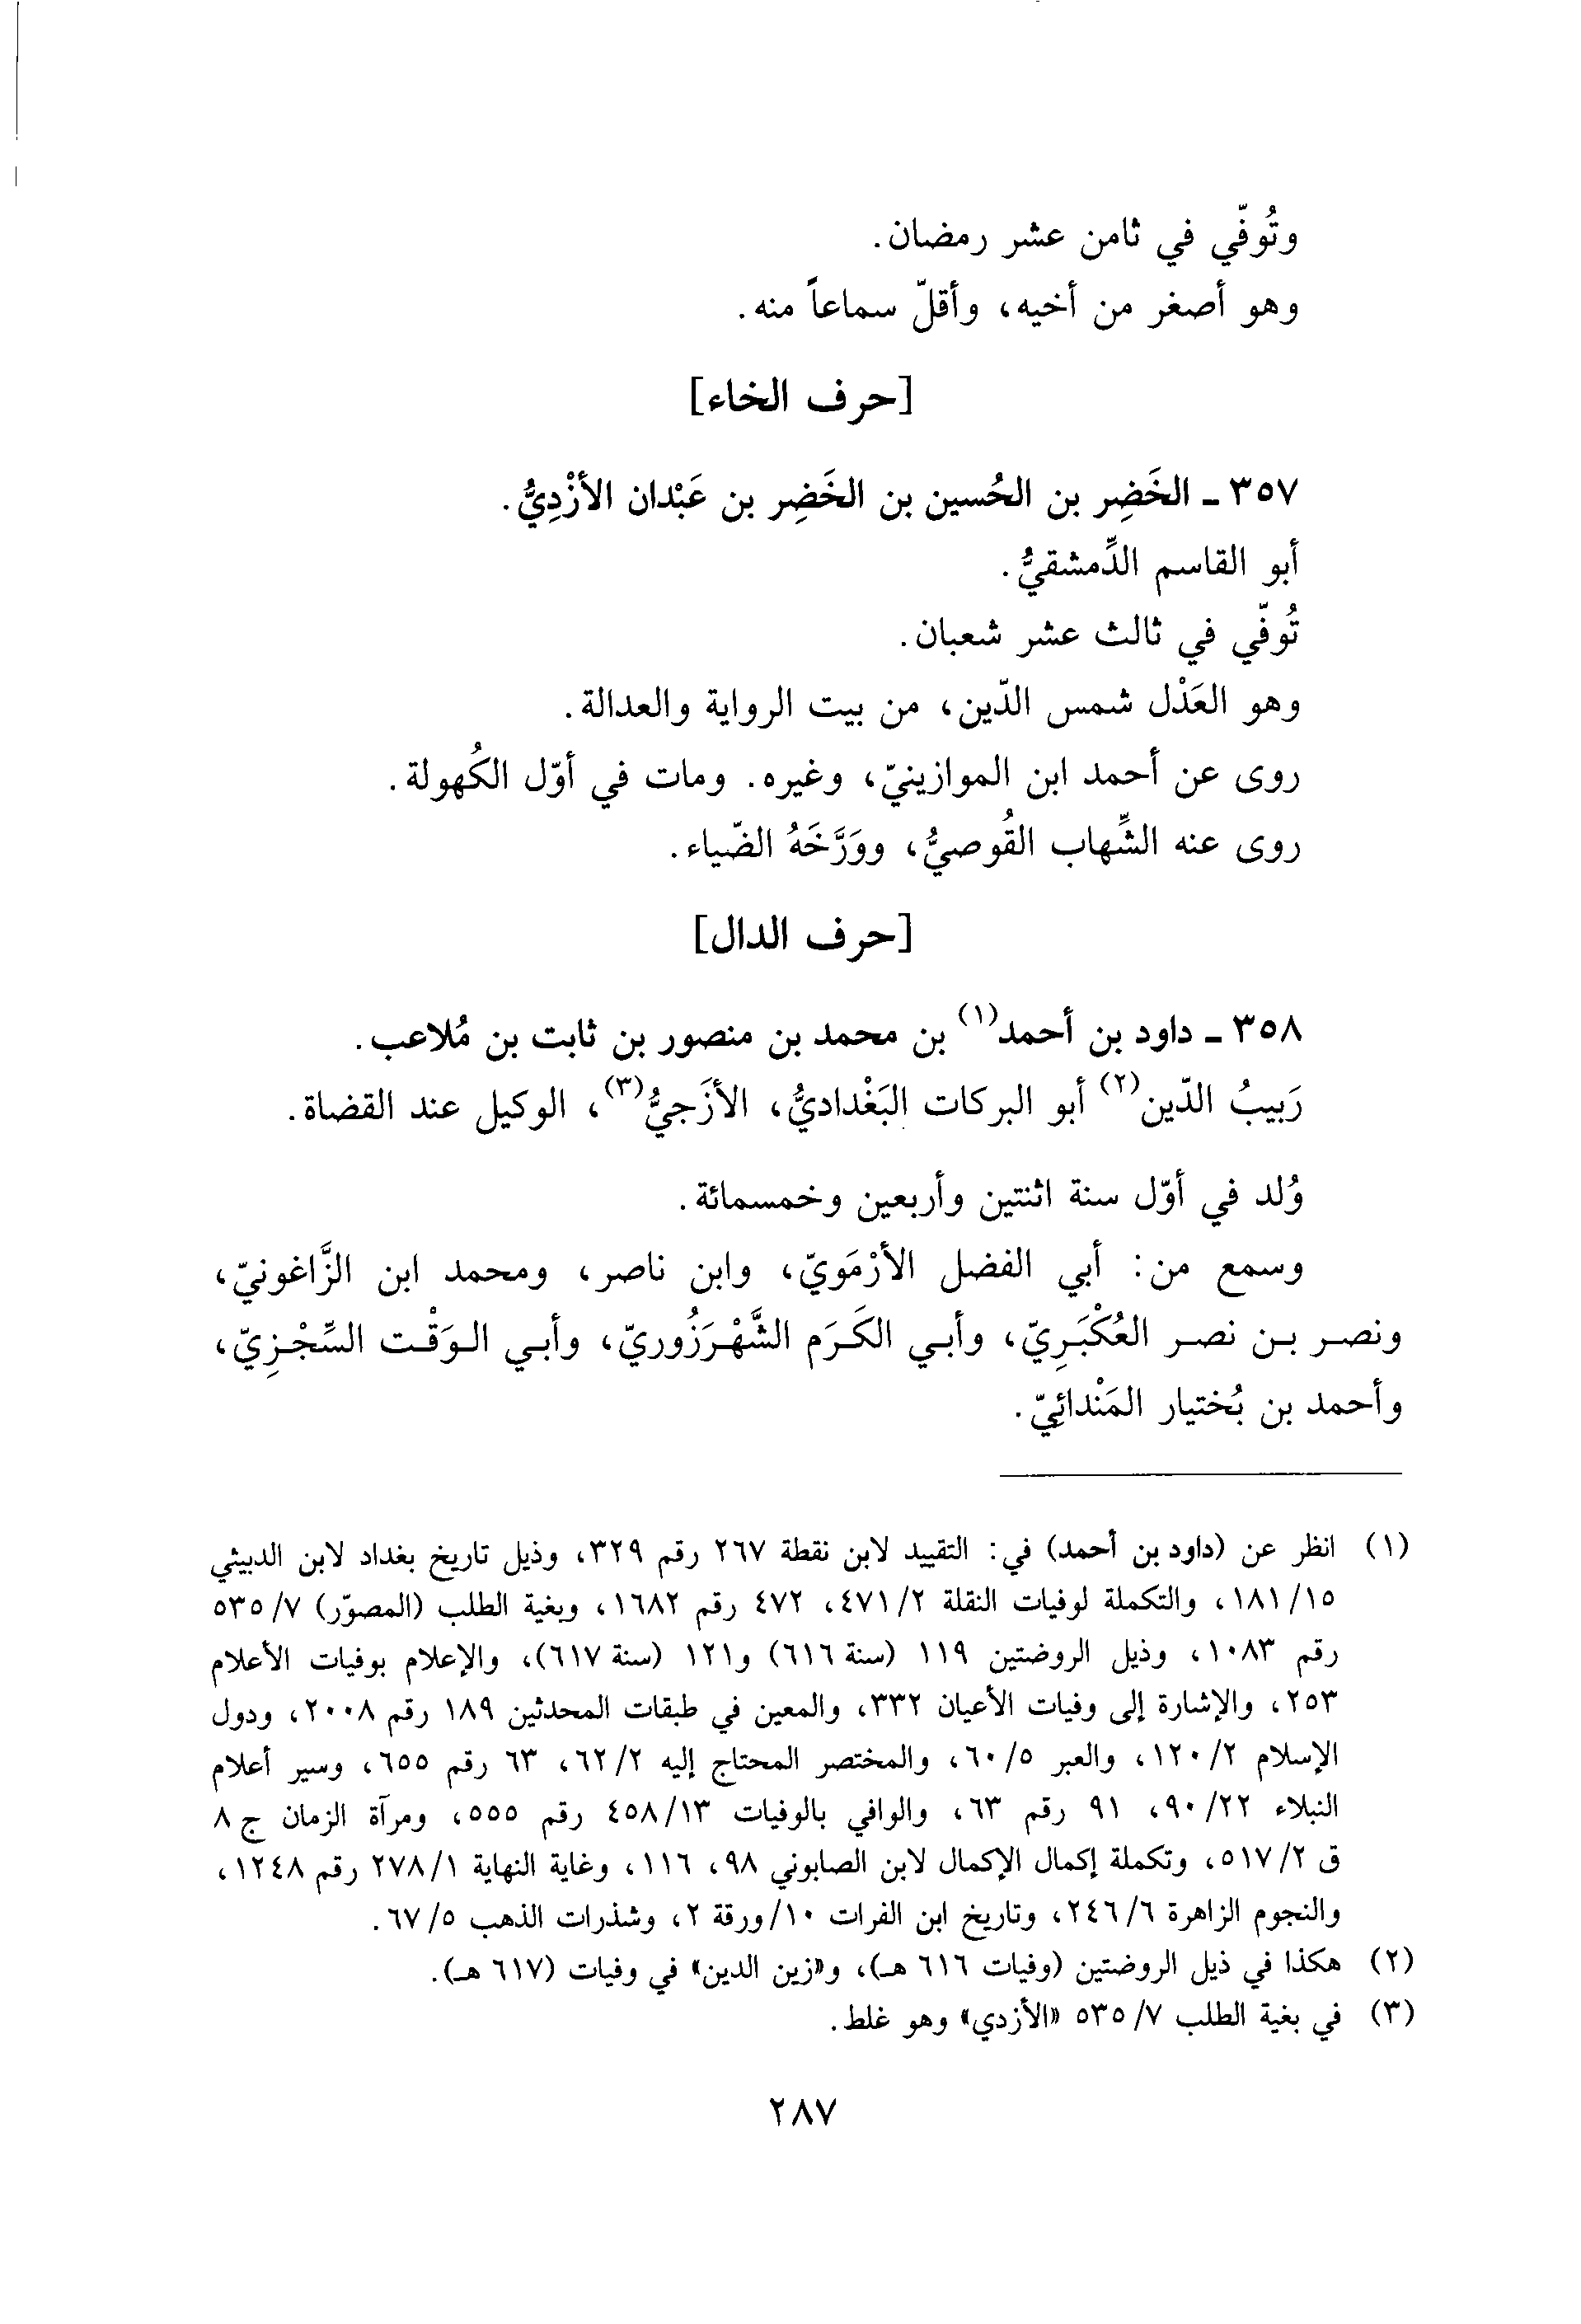 وتُوفّي في ثامن عشر رمضان.
وهو أصغر من أخيه، وأقلّ سماعاً منه.
[حرف الخاء]
٣٥٧ ـ الخَضِر بن الحُسين بن الخَضِر بن عَبْدان الأزْدِيُّ.
أبو القاسم الدِّمشقيُّ.
تُوفّي في ثالث عشر شعبان.
وهو العَدْل شمس الدّين، من بيت الرواية والعدالة.
روى عن أحمد ابن الموازينيّ، وغيره. ومات في أوّل الكُهولة.
روى عنه الشِّهاب القُوصيُّ، ووَرَّخَهُ الضّياء.
[حرف الدال]
٣٥٨ ـ داود بن أحمد(١) بن محمد بن منصور بن ثابت بن مُلاعب.
رَبيبُ الدّين(٢) أبو البركات البَغْداديُّ، الأزَجيُّ(٣)، الوكيل عند القضاة.
وُلد في أوّل سنة اثنتين وأربعين وخمسمائة.
وسمع من: أبي الفضل الأرْمَويّ، وابن ناصر، ومحمد ابن الزَّاغونيّ،
ونصر بن نصر العُكْبَرِيّ، وأبي الكَرَم الشَّهْرَزُوريّ، وأبي الوَقْت السِّجْزِيّ،
وأحمد بن بُختيار المَنْدائيّ.
(١) انظر عن (داود بن أحمد) في: التقييد لابن نقطة ٢٦٧ رقم ٣٢٩، وذيل تاريخ بغداد لابن الدبيثي
١٨١/١٥، والتكملة لوفيات النقلة ٤٧١/٢، ٤٧٢ رقم ١٦٨٢، وبغية الطلب (المصوّر) ٥٣٥/٧
رقم ١٠٨٣، وذيل الروضتين ١١٩ (سنة ٦١٦) و١٢١ (سنة ٦١٧)، والإعلام بوفيات الأعلام
٢٥٣، والإشارة إلى وفيات الأعيان ٣٣٢، والمعين في طبقات المحدثين ١٨٩ رقم ٢٠٠٨، ودول
الإسلام ١٢٠/٢، والعبر ٦٠/٥، والمختصر المحتاج إليه ٦٢/٢، ٦٣ رقم ٦٥٥، وسير أعلام
النبلاء ٩٠/٢٢، ٩١ رقم ٦٣، والوافي بالوفيات ٤٥٨/١٣ رقم ٥٥٥، ومرآة الزمان ج ٨
ق ٥١٧/٢، وتكملة إكمال الإكمال لابن الصابوني ٩٨، ١١٦، وغاية النهاية ٢٧٨/١ رقم ١٢٤٨،
والنجوم الزاهرة ٢٤٦/٦، وتاريخ ابن الفرات ١٠/ورقة ٢، وشذرات الذهب ٦٧/٥.
(٢) هكذا في ذيل الروضتين (وفيات ٦١٦ هـ)، و«زين الدين» في وفيات (٦١٧ هـ).
(٣) في بغية الطلب ٥٣٥/٧ «الأزدي» وهو غلط.
٢٨٧